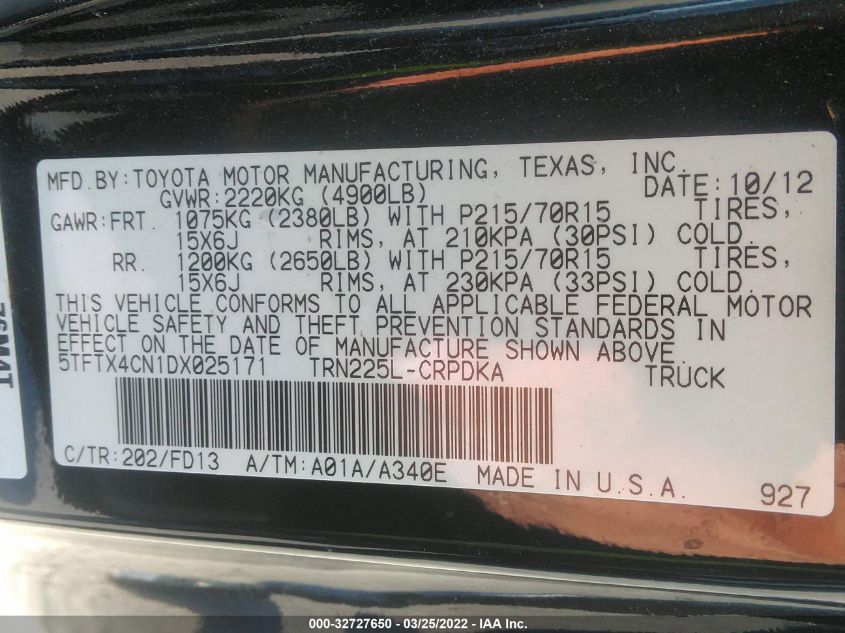 MFD.BY:TOYOTA MOTOR MANUFACTURING, TEXAS, INC.
GVWR:2220KG (4900LB) DATE:10/12
GAWR:FRT. 1075KG (2380LB) WITH P215/70R15 TIRES,
15X6J RIMS, AT 210KPA (30PSI) COLD.
RR. 1200KG (2650LB) WITH P215/70R15 TIRES,
15X6J RIMS, AT 230KPA (33PSI) COLD.
THIS VEHICLE CONFORMS TO ALL APPLICABLE FEDERAL MOTOR
VEHICLE SAFETY AND THEFT PREVENTION STANDARDS IN
EFFECT ON THE DATE OF MANUFACTURE SHOWN ABOVE.
5TFTX4CN1DX025171 TRN225L-CRPDKA TRUCK
C/TR:202/FD13 A/TM:A01A/A340E MADE IN U.S.A.
927
000-32727650 - 03/25/2022 - IAAI.COM